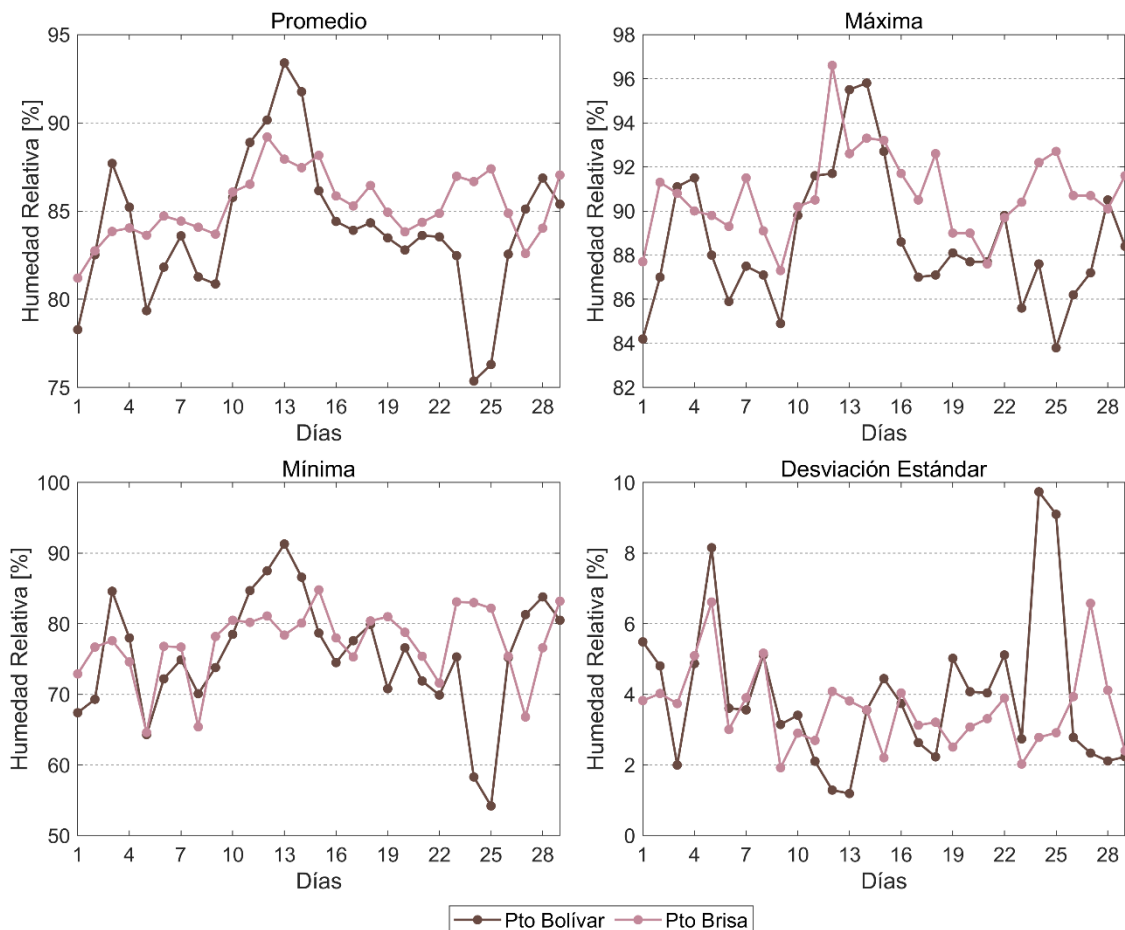 Promedio
Humedad Relativa [%]
95
90
85
80
75
1 4 7 10 13 16 19 22 25 28
Días
Máxima
Humedad Relativa [%]
98
96
94
92
90
88
86
84
82
1 4 7 10 13 16 19 22 25 28
Días
Mínima
Humedad Relativa [%]
100
90
80
70
60
50
1 4 7 10 13 16 19 22 25 28
Días
Desviación Estándar
Humedad Relativa [%]
10
8
6
4
2
0
1 4 7 10 13 16 19 22 25 28
Días
Pto Bolívar Pto Brisa